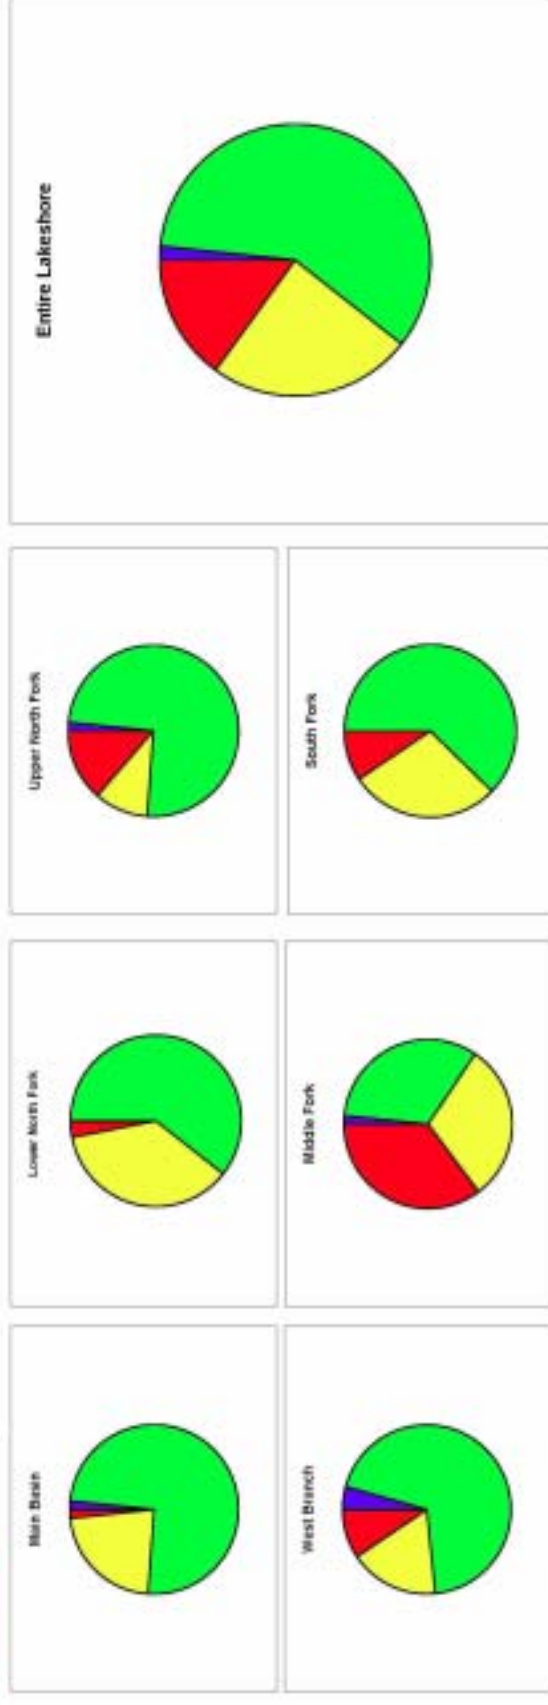 Main Basin
Lower North Fork
Upper North Fork
Entire Lakeshore
West Branch
Middle Fork
South Fork